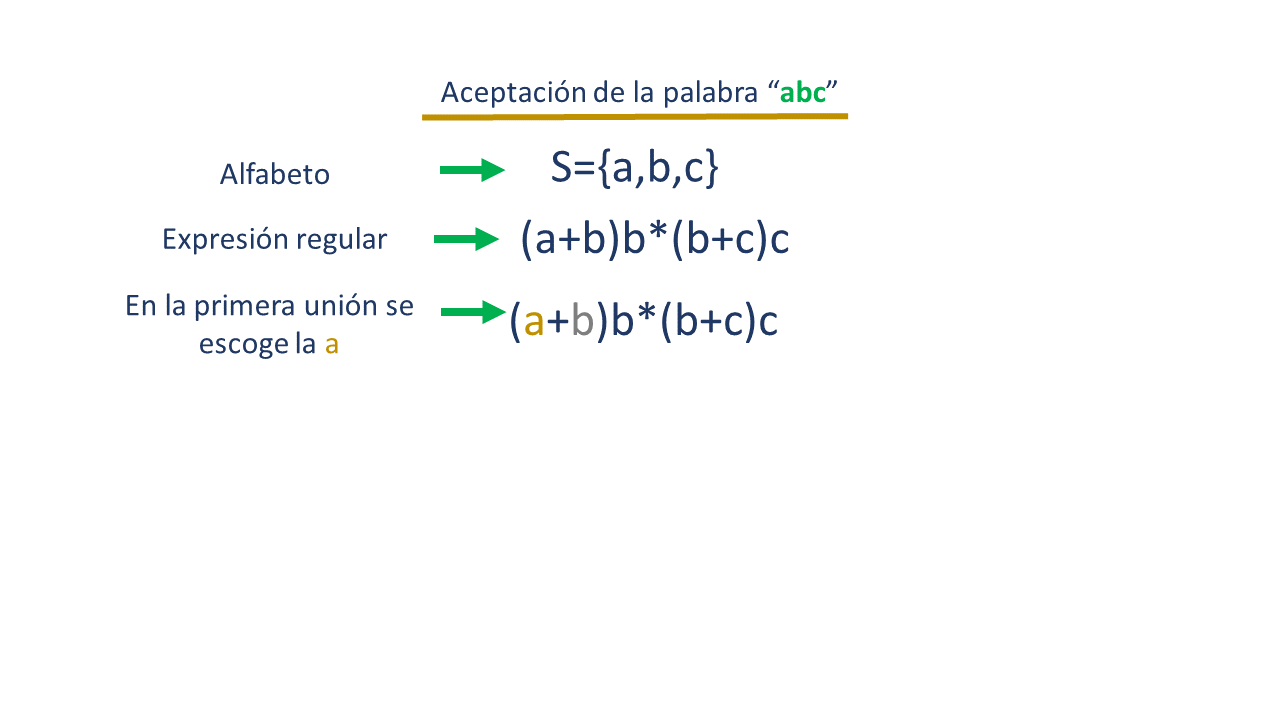 Aceptación de la palabra “abc”
Alfabeto
S={a,b,c}
Expresión regular
(a+b)b*(b+c)c
En la primera unión se
escoge la a
(a+b)b*(b+c)c